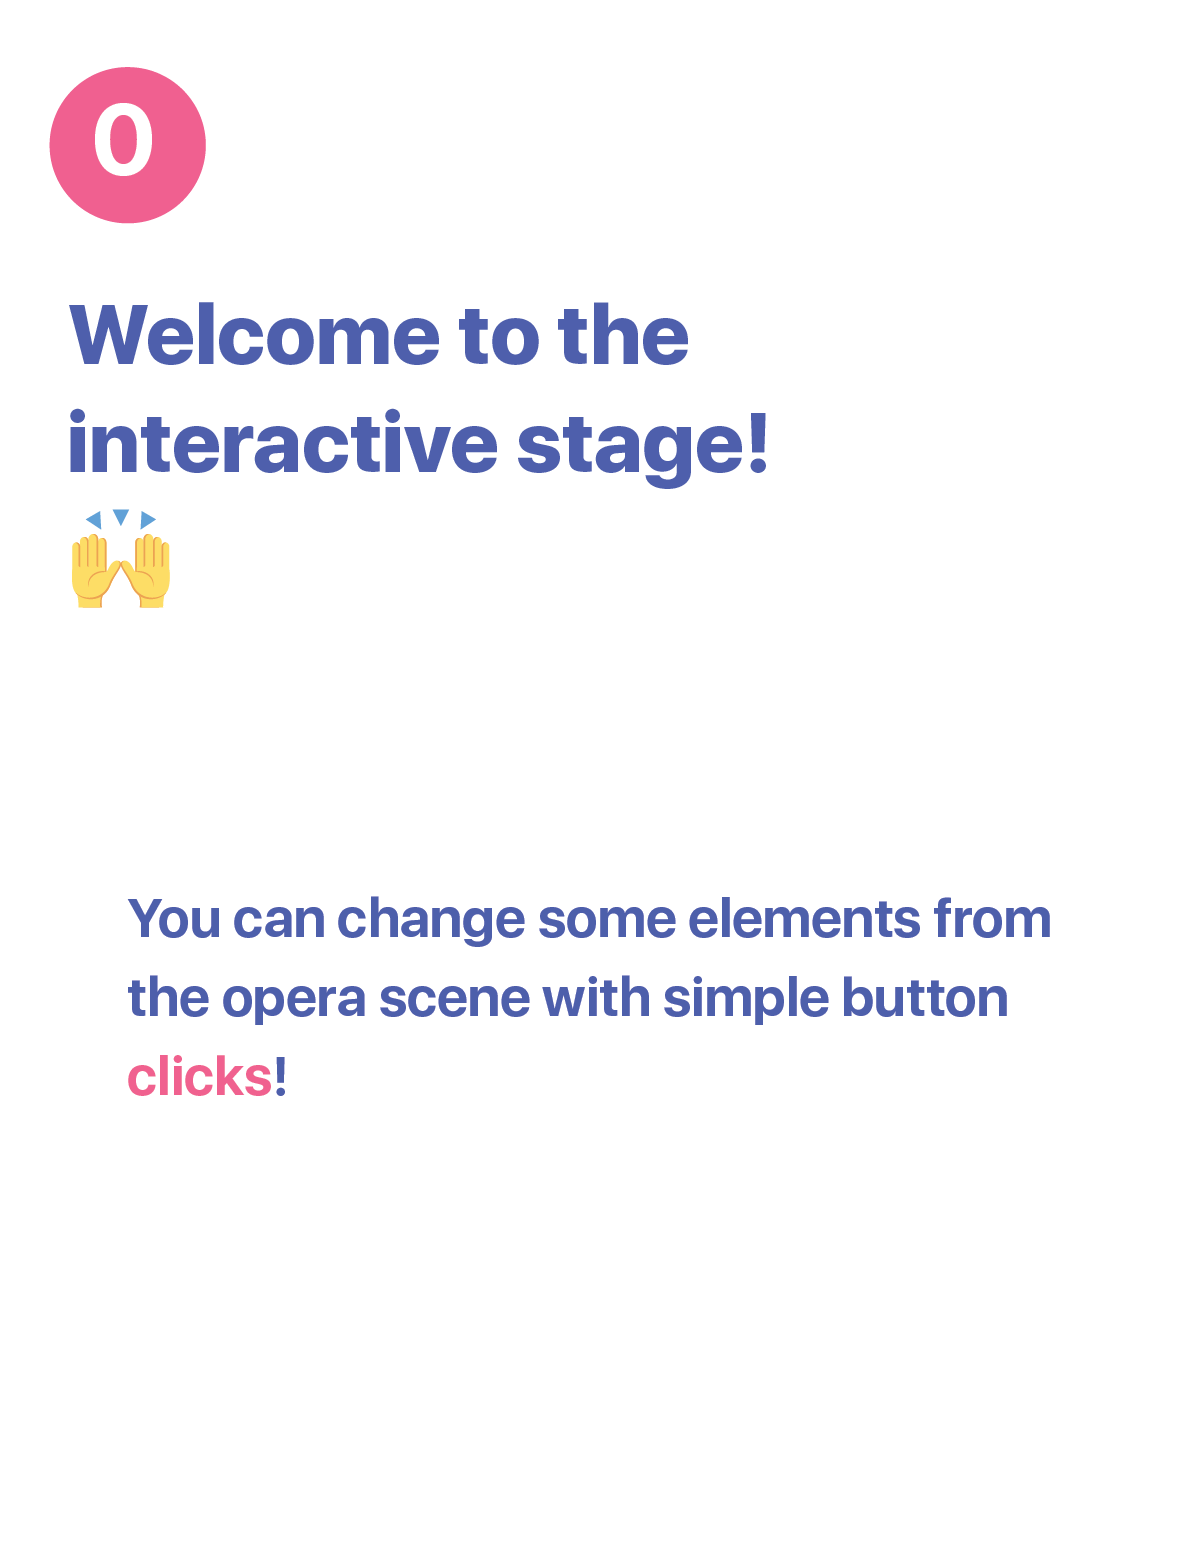 0
Welcome to the
interactive stage!
🙌
You can change some elements from
the opera scene with simple button
clicks!